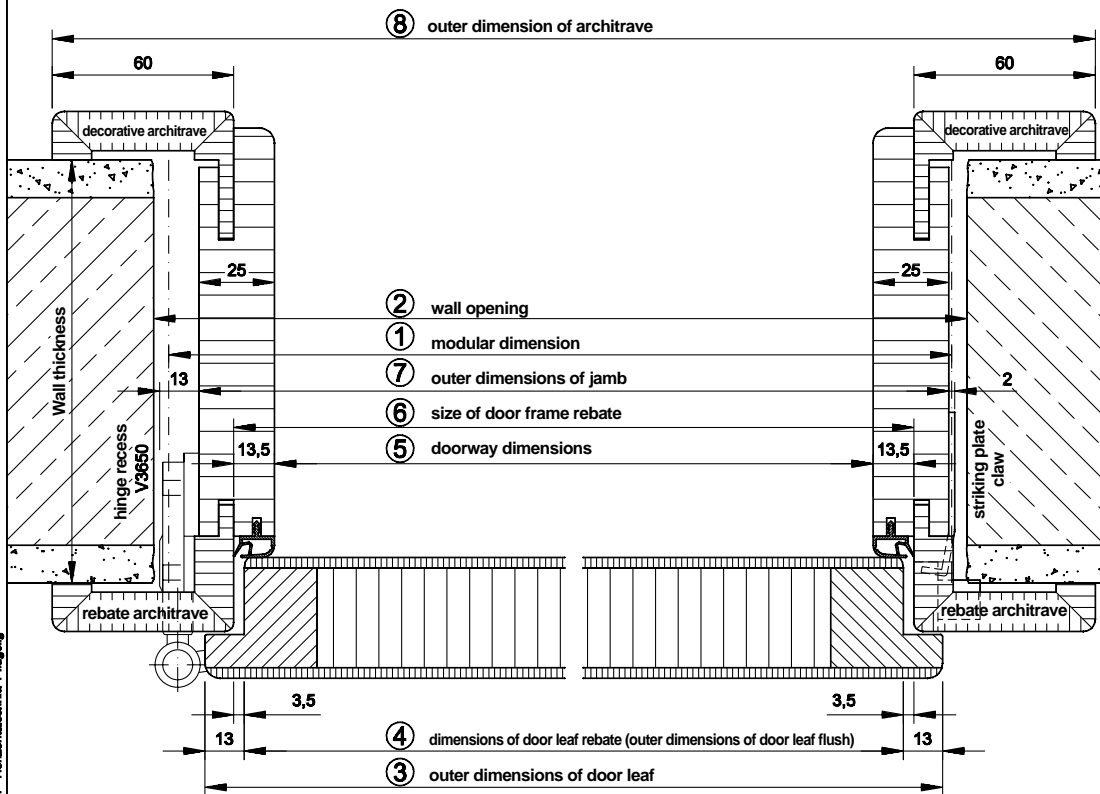 8 outer dimension of architrave
60 60
decorative architrave decorative architrave
25 25
2 wall opening
1 modular dimension
13 7 outer dimensions of jamb 2
6 size of door frame rebate
13,5 5 doorway dimensions 13,5
Wall thickness
hinge recess
V3650
striking plate
claw
rebate architrave rebate architrave
3,5 3,5
13 4 dimensions of door leaf rebate (outer dimensions of door leaf flush) 13
3 outer dimensions of door leaf